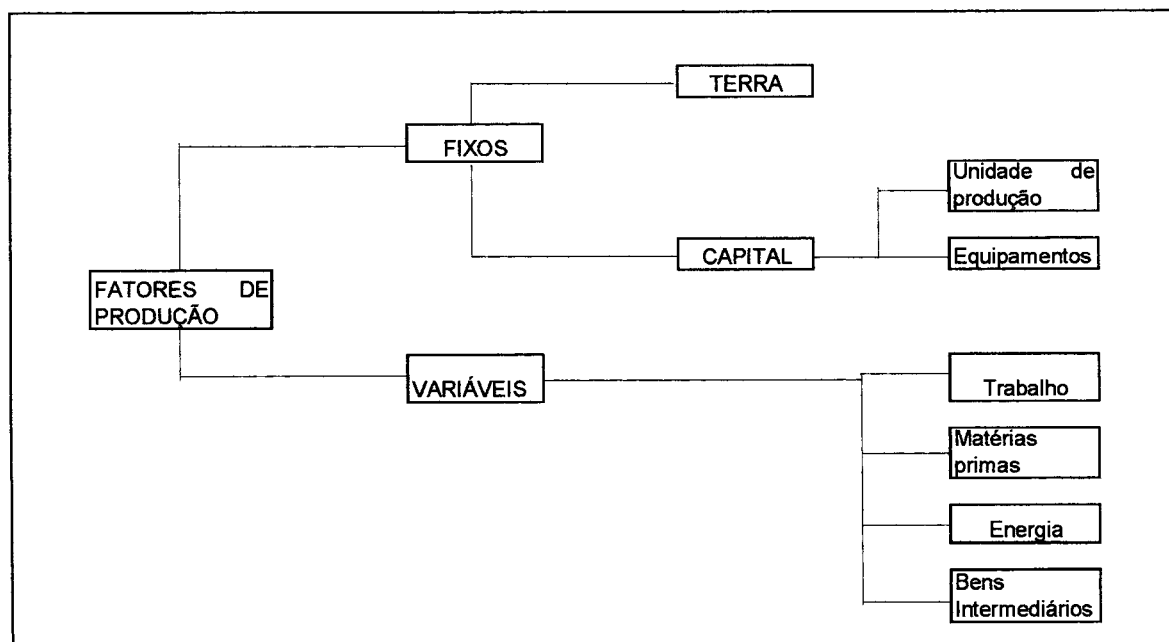 TERRA
FIXOS
Unidade de
produção
CAPITAL
Equipamentos
FATORES DE
PRODUÇÃO
VARIÁVEIS
Trabalho
Matérias
primas
Energia
Bens
Intermediários